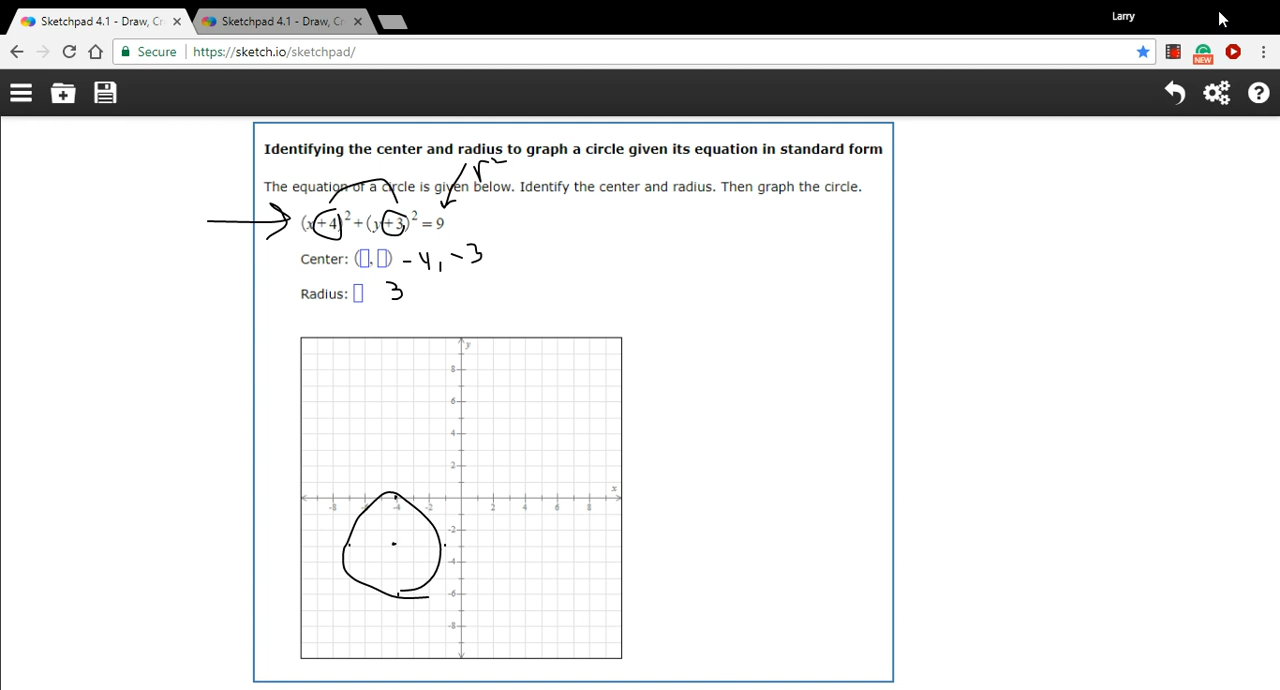 Sketchpad 4.1 - Draw, Cr
Sketchpad 4.1 - Draw, Cr
Larry
Secure
https://sketch.io/sketchpad/
NEW
Identifying the center and radius to graph a circle given its equation in standard form
r²
The equation of a circle is given below. Identify the center and radius. Then graph the circle.
(x+4)² + (y+3)² = 9
Center: (▯, ▯) -4, -3
Radius: ▯ 3
y
8
6
4
2
x
-8 -4 -2 2 4 6 8
-2
-4
-6
-8